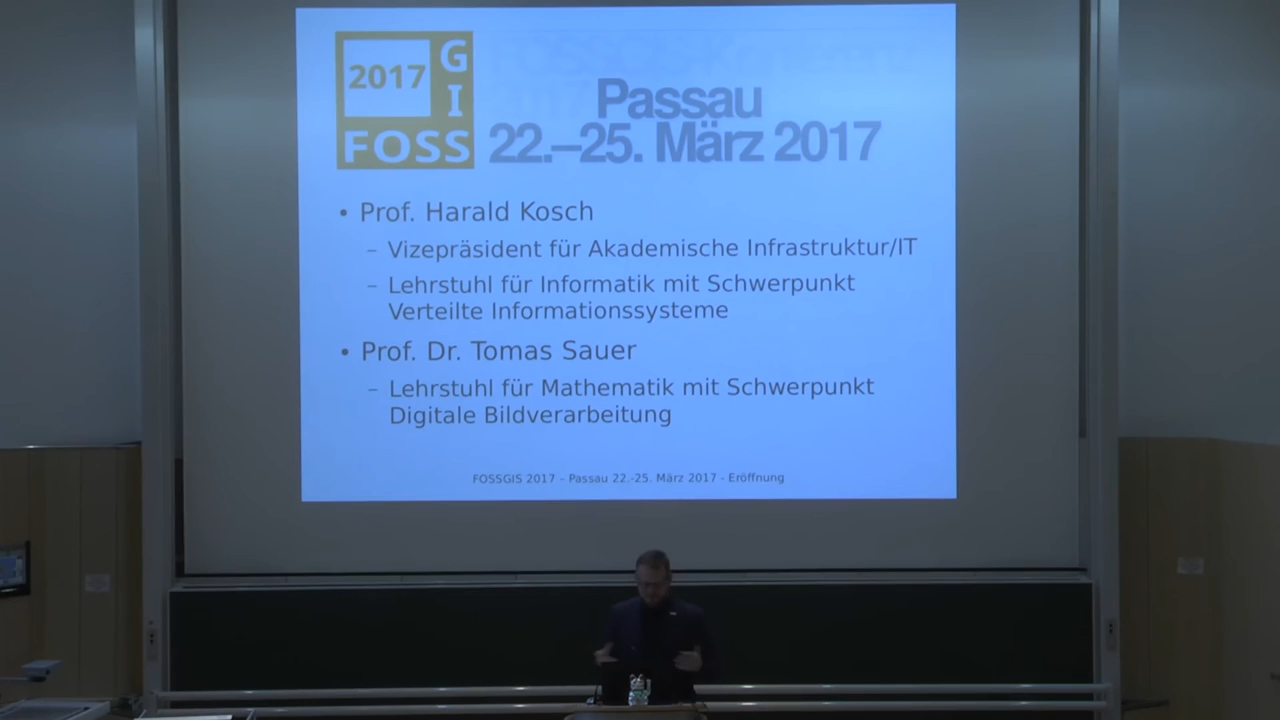 2017
G
I
FOSS
Passau
22.–25. März 2017
• Prof. Harald Kosch
– Vizepräsident für Akademische Infrastruktur/IT
– Lehrstuhl für Informatik mit Schwerpunkt
Verteilte Informationssysteme
• Prof. Dr. Tomas Sauer
– Lehrstuhl für Mathematik mit Schwerpunkt
Digitale Bildverarbeitung
FOSSGIS 2017 – Passau 22.-25. März 2017 - Eröffnung